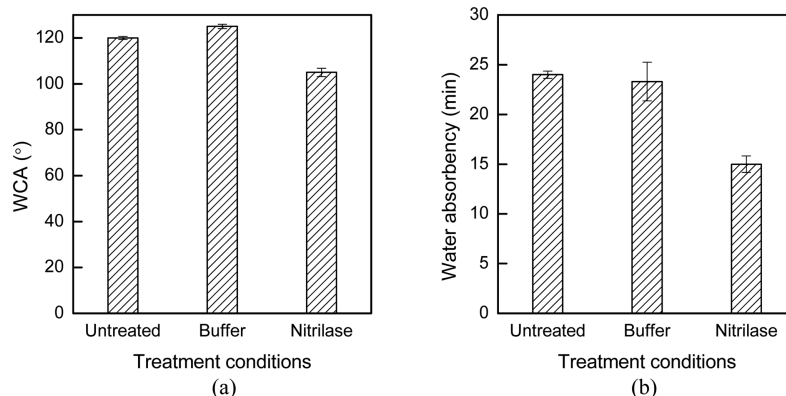 WCA (°)
120
100
80
60
40
20
0
Untreated
Buffer
Nitrilase
Treatment conditions
(a)
Water absorbency (min)
30
25
20
15
10
5
0
Untreated
Buffer
Nitrilase
Treatment conditions
(b)